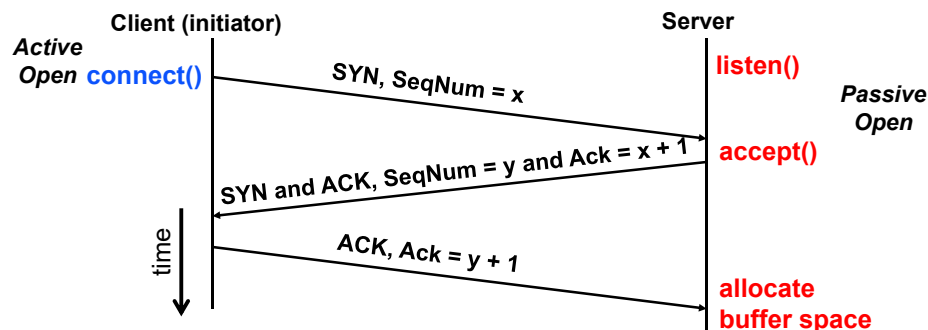 Client (initiator)
Server
Active
Open
connect()
listen()
SYN, SeqNum = x
Passive
Open
accept()
SYN and ACK, SeqNum = y and Ack = x + 1
time
ACK, Ack = y + 1
allocate
buffer space